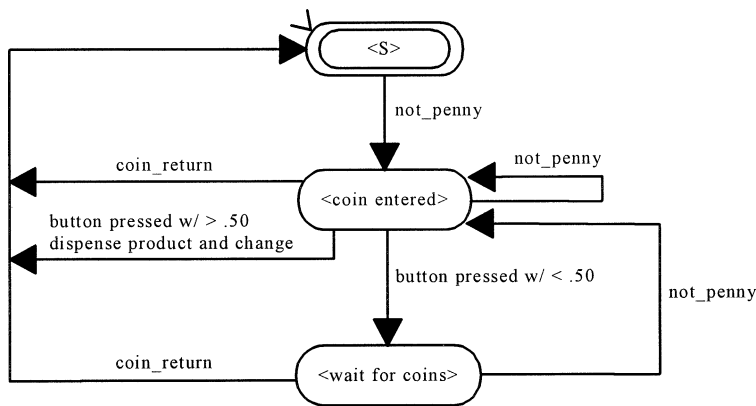 <S>
not_penny
coin_return
not_penny
<coin entered>
button pressed w/ > .50
dispense product and change
button pressed w/ < .50
not_penny
coin_return
<wait for coins>